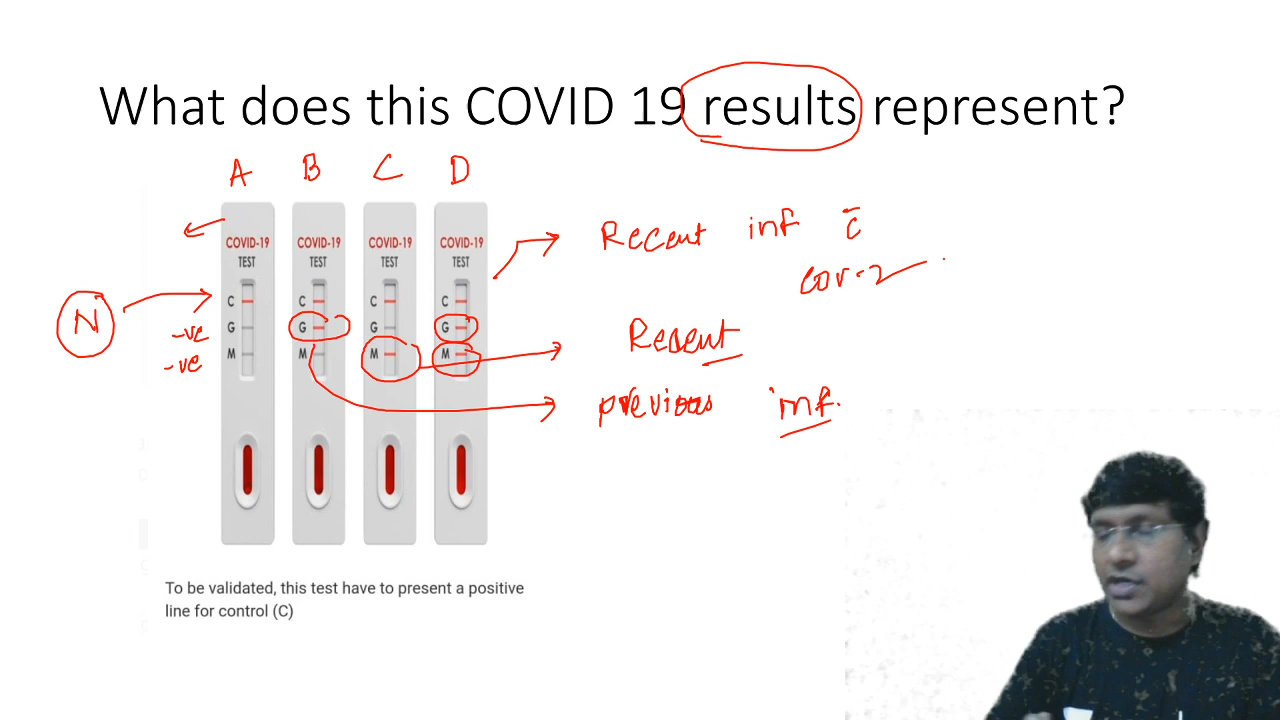 What does this COVID 19 results represent?
A B C D
COVID-19 COVID-19 COVID-19 COVID-19
TEST TEST TEST TEST
Recent inf c̄
cov-2
N
C C C C
G G G G
-ve
M M M M
-ve
Recent
previous inf.
To be validated, this test have to present a positive
line for control (C)